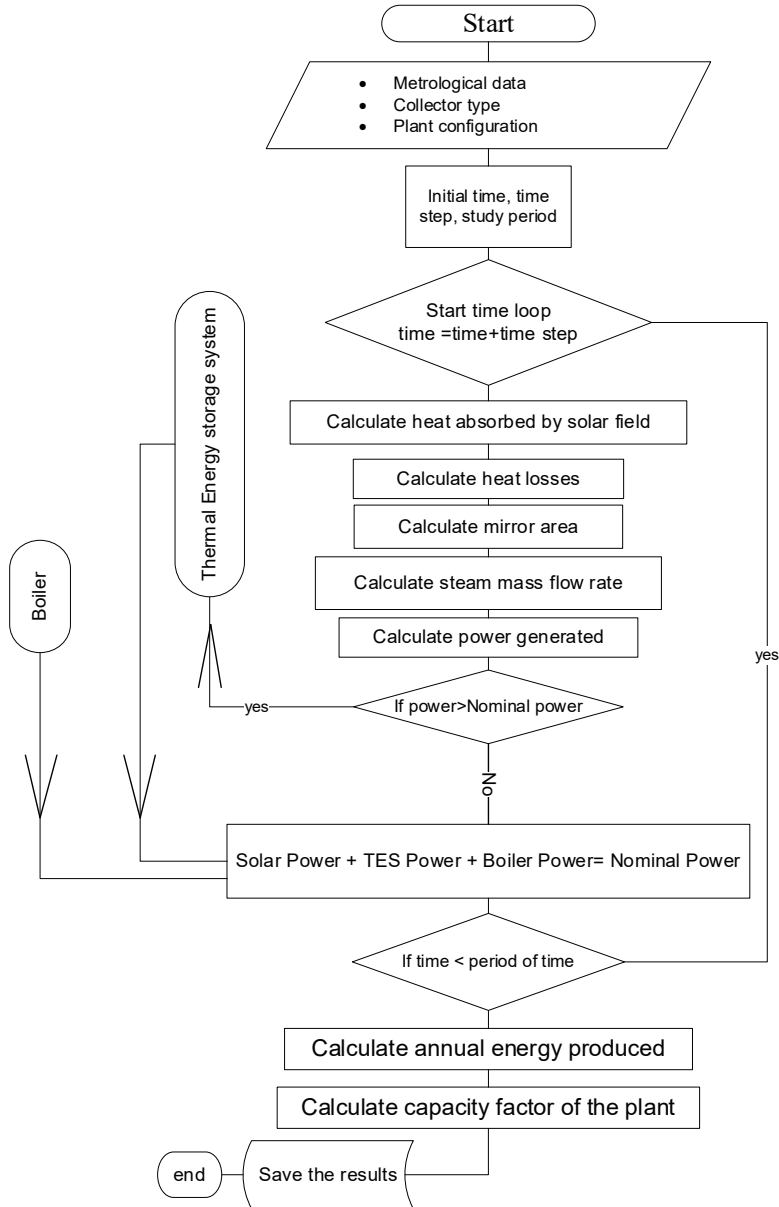 Start
• Metrological data
• Collector type
• Plant configuration
Initial time, time
step, study period
Start time loop
time =time+time step
Calculate heat absorbed by solar field
Calculate heat losses
Calculate mirror area
Calculate steam mass flow rate
Calculate power generated
If power>Nominal power
yes
No
Thermal Energy storage system
Boiler
Solar Power + TES Power + Boiler Power= Nominal Power
If time < period of time
yes
Calculate annual energy produced
Calculate capacity factor of the plant
Save the results
end